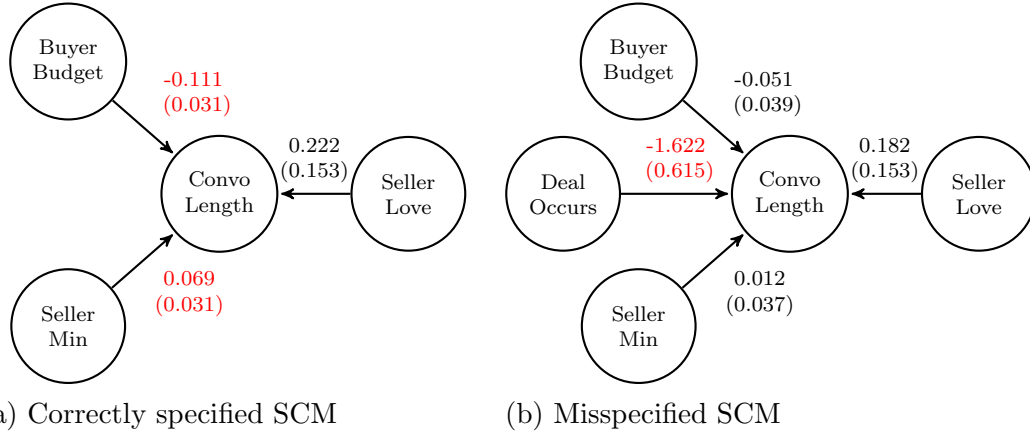 Buyer
Budget
-0.111
(0.031)
Convo
Length
0.222
(0.153)
Seller
Love
0.069
(0.031)
Seller
Min
a) Correctly specified SCM
Buyer
Budget
-0.051
(0.039)
Deal
Occurs
-1.622
(0.615)
Convo
Length
0.182
(0.153)
Seller
Love
0.012
(0.037)
Seller
Min
(b) Misspecified SCM